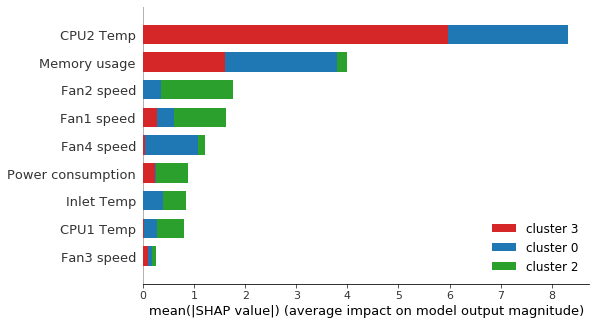 CPU2 Temp
Memory usage
Fan2 speed
Fan1 speed
Fan4 speed
Power consumption
Inlet Temp
CPU1 Temp
Fan3 speed
cluster 3
cluster 0
cluster 2
0 1 2 3 4 5 6 7 8
mean(|SHAP value|) (average impact on model output magnitude)